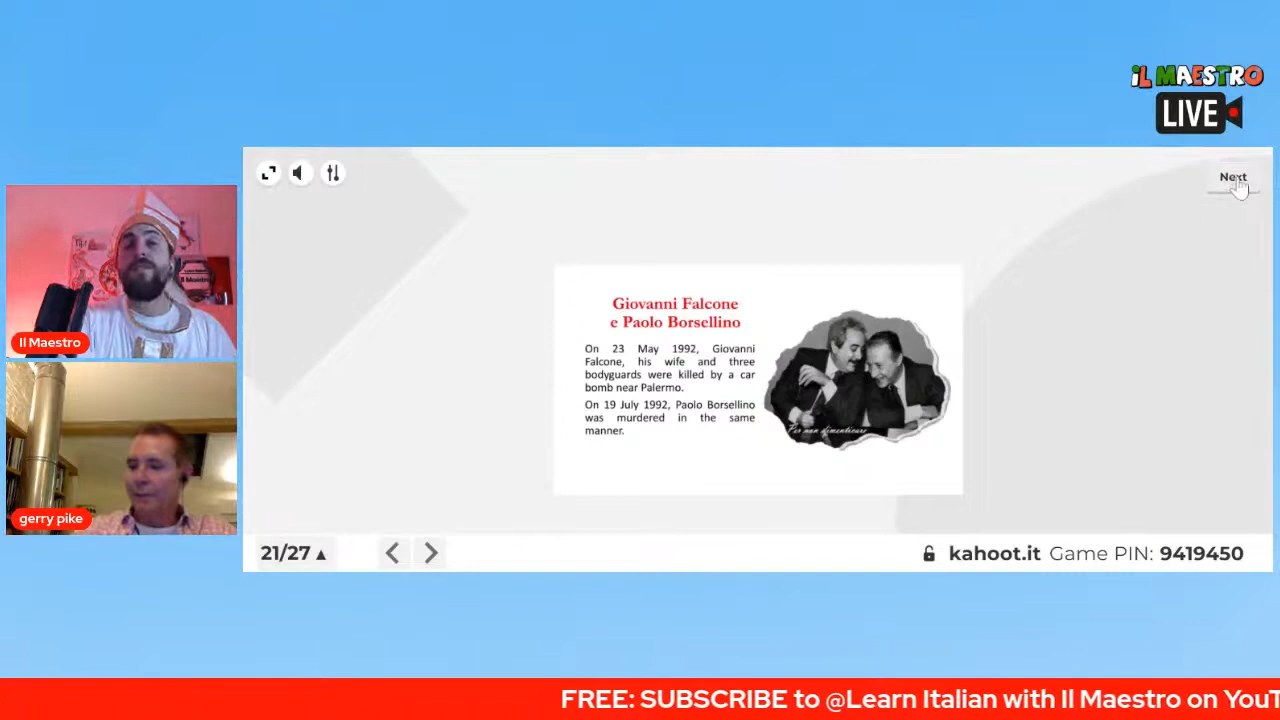 iL MAESTRO
LIVE
Next
Il Maestro
gerry pike
Giovanni Falcone
e Paolo Borsellino
On 23 May 1992, Giovanni
Falcone, his wife and three
bodyguards were killed by a car
bomb near Palermo.
On 19 July 1992, Paolo Borsellino
was murdered in the same
manner.
Per non dimenticare
21/27
kahoot.it Game PIN: 9419450
FREE: SUBSCRIBE to @Learn Italian with Il Maestro on YouT